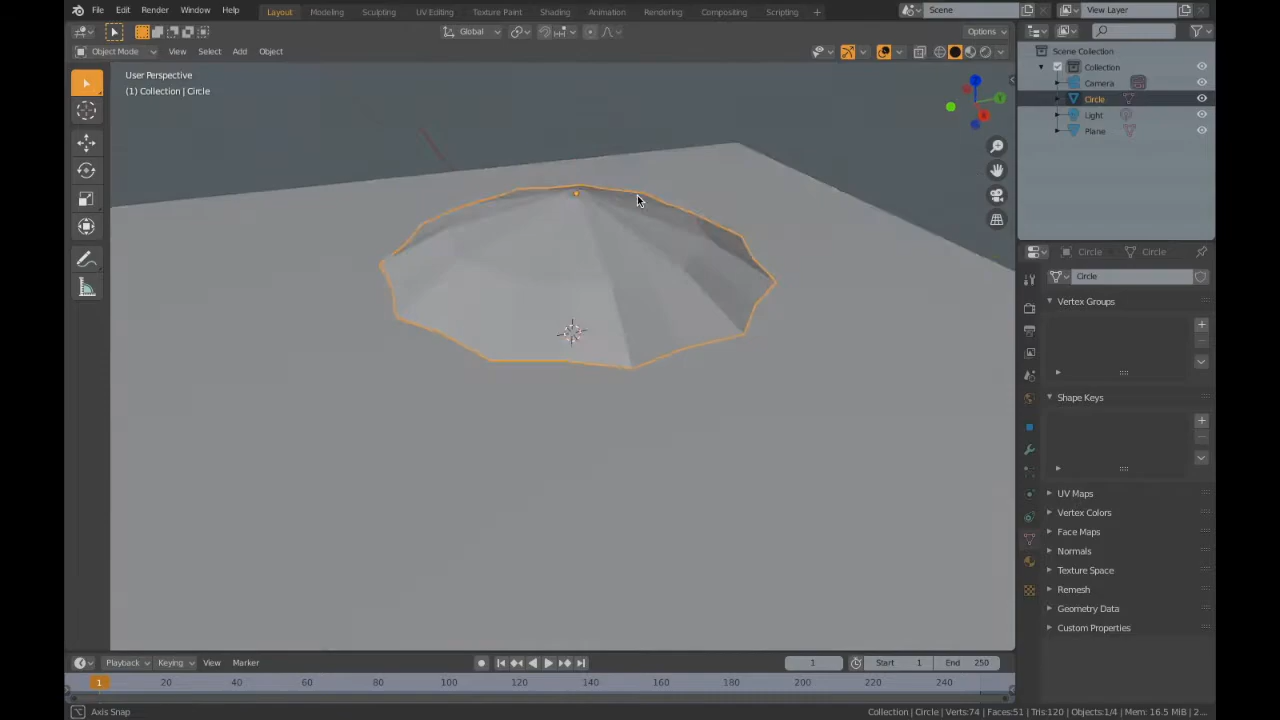 File Edit Render Window Help Layout Modeling Sculpting UV Editing Texture Paint Shading Animation Rendering Compositing Scripting + Scene View Layer
Global Options
Object Mode View Select Add Object
User Perspective
(1) Collection | Circle
Scene Collection
Collection
Camera
Circle
Light
Plane
Circle Circle
Circle
Vertex Groups
Shape Keys
UV Maps
Vertex Colors
Face Maps
Normals
Texture Space
Remesh
Geometry Data
Custom Properties
Playback Keying View Marker 1 Start 1 End 250
1 20 40 60 80 100 120 140 160 180 200 220 240
Axis Snap Collection | Circle | Verts:74 | Faces:51 | Tris:120 | Objects:1/4 | Mem: 16.5 MiB | 2...